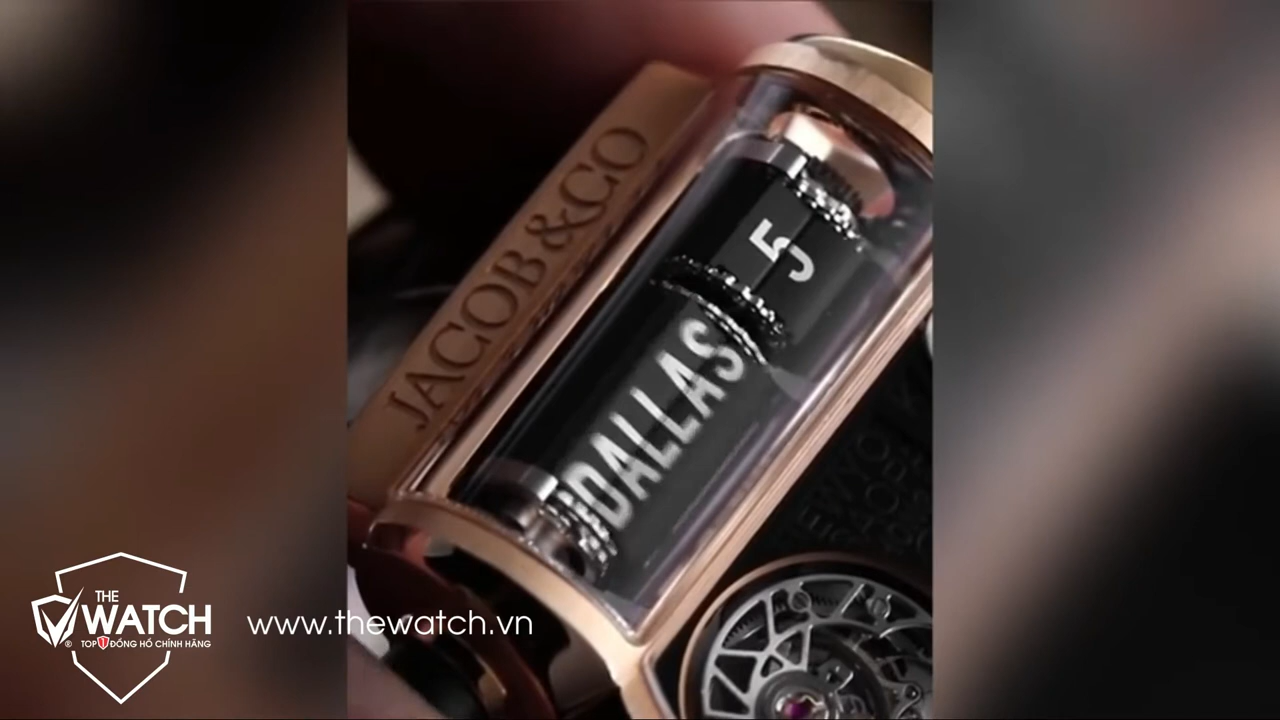 JACOB&CO
5
DALLAS
THE
WATCH
®
TOP 1 ĐỒNG HỒ CHÍNH HÃNG
www.thewatch.vn